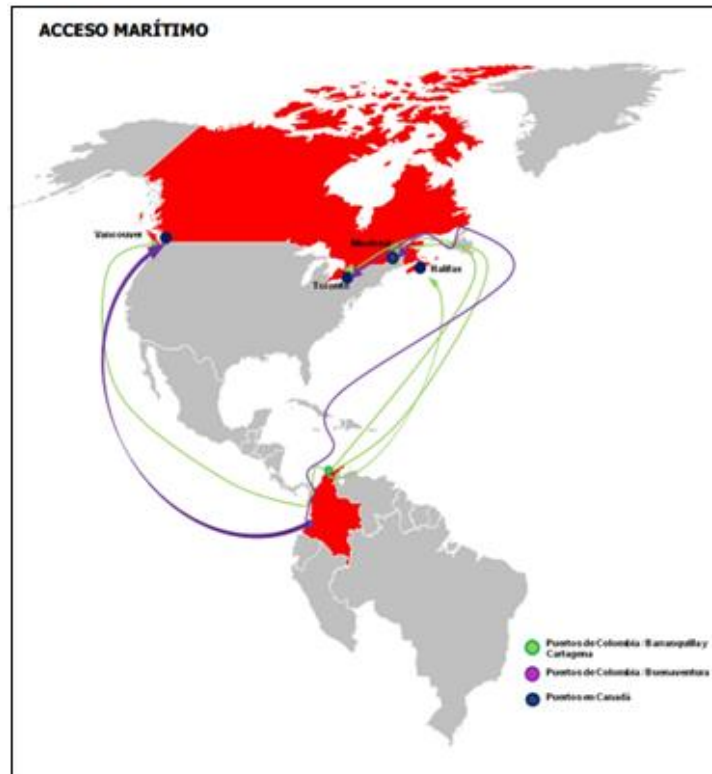 ACCESO MARÍTIMO
Vancouver
Montreal
Halifax
Toronto
Puertos de Colombia / Barranquilla y
Cartagena
Puertos de Colombia / Buenaventura
Puertos en Canadá